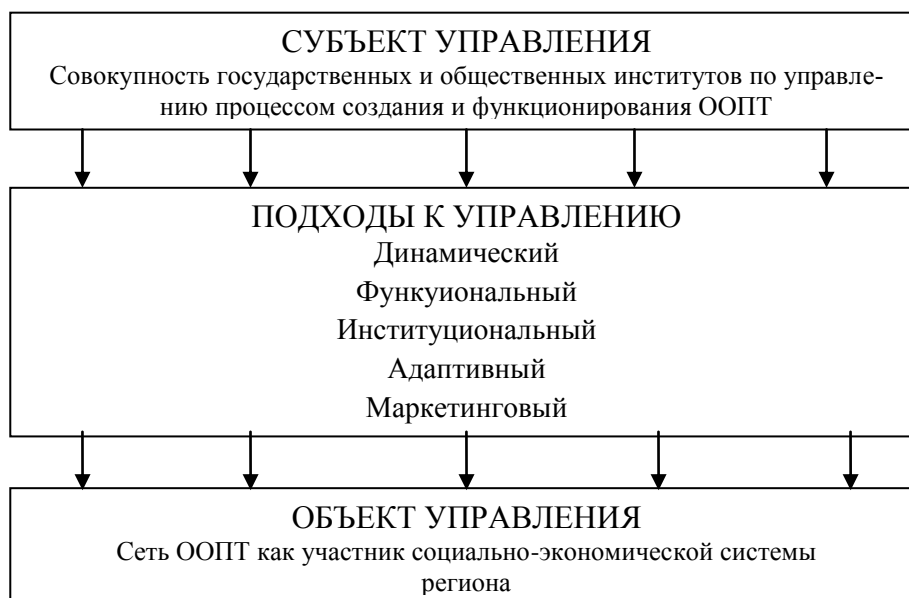 СУБЪЕКТ УПРАВЛЕНИЯ
Совокупность государственных и общественных институтов по управле-
нию процессом создания и функционирования ООПТ
ПОДХОДЫ К УПРАВЛЕНИЮ
Динамический
Функуиональный
Институциональный
Адаптивный
Маркетинговый
ОБЪЕКТ УПРАВЛЕНИЯ
Сеть ООПТ как участник социально-экономической системы
региона